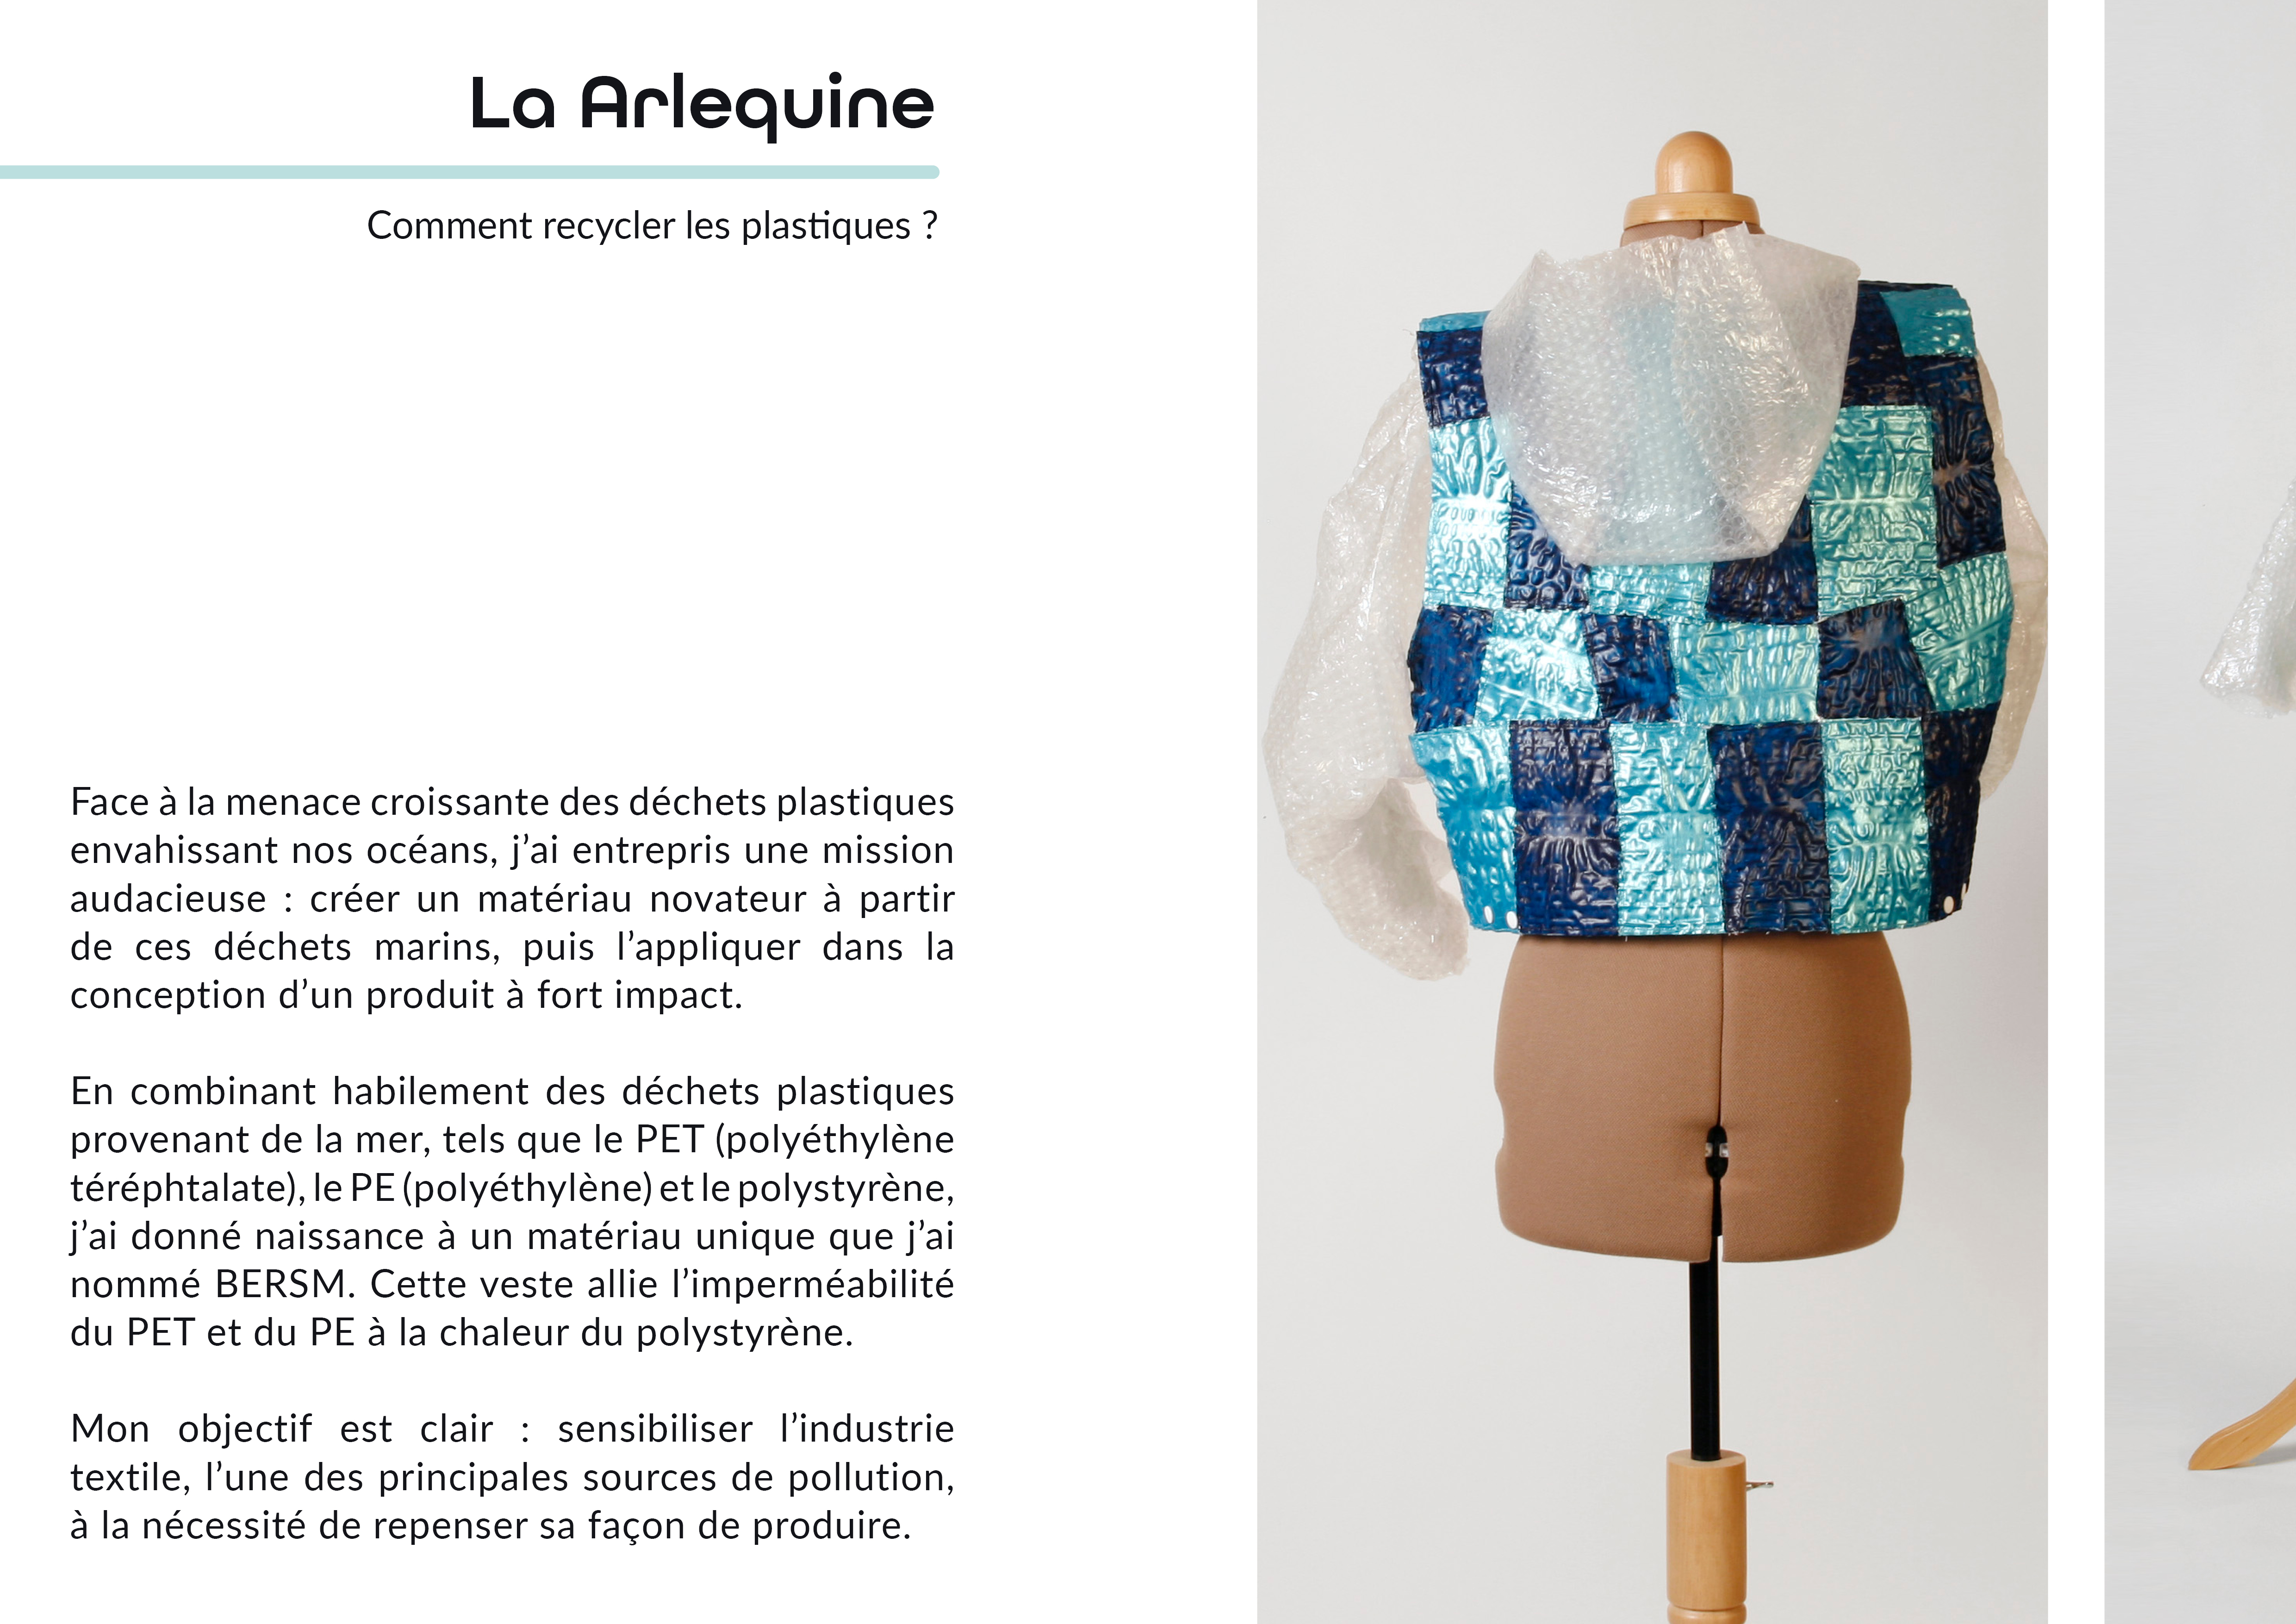 La Arlequine
Comment recycler les plastiques ?
Face à la menace croissante des déchets plastiques
envahissant nos océans, j’ai entrepris une mission
audacieuse : créer un matériau novateur à partir
de ces déchets marins, puis l’appliquer dans la
conception d’un produit à fort impact.
En combinant habilement des déchets plastiques
provenant de la mer, tels que le PET (polyéthylène
téréphtalate), le PE (polyéthylène) et le polystyrène,
j’ai donné naissance à un matériau unique que j’ai
nommé BERSM. Cette veste allie l’imperméabilité
du PET et du PE à la chaleur du polystyrène.
Mon objectif est clair : sensibiliser l’industrie
textile, l’une des principales sources de pollution,
à la nécessité de repenser sa façon de produire.